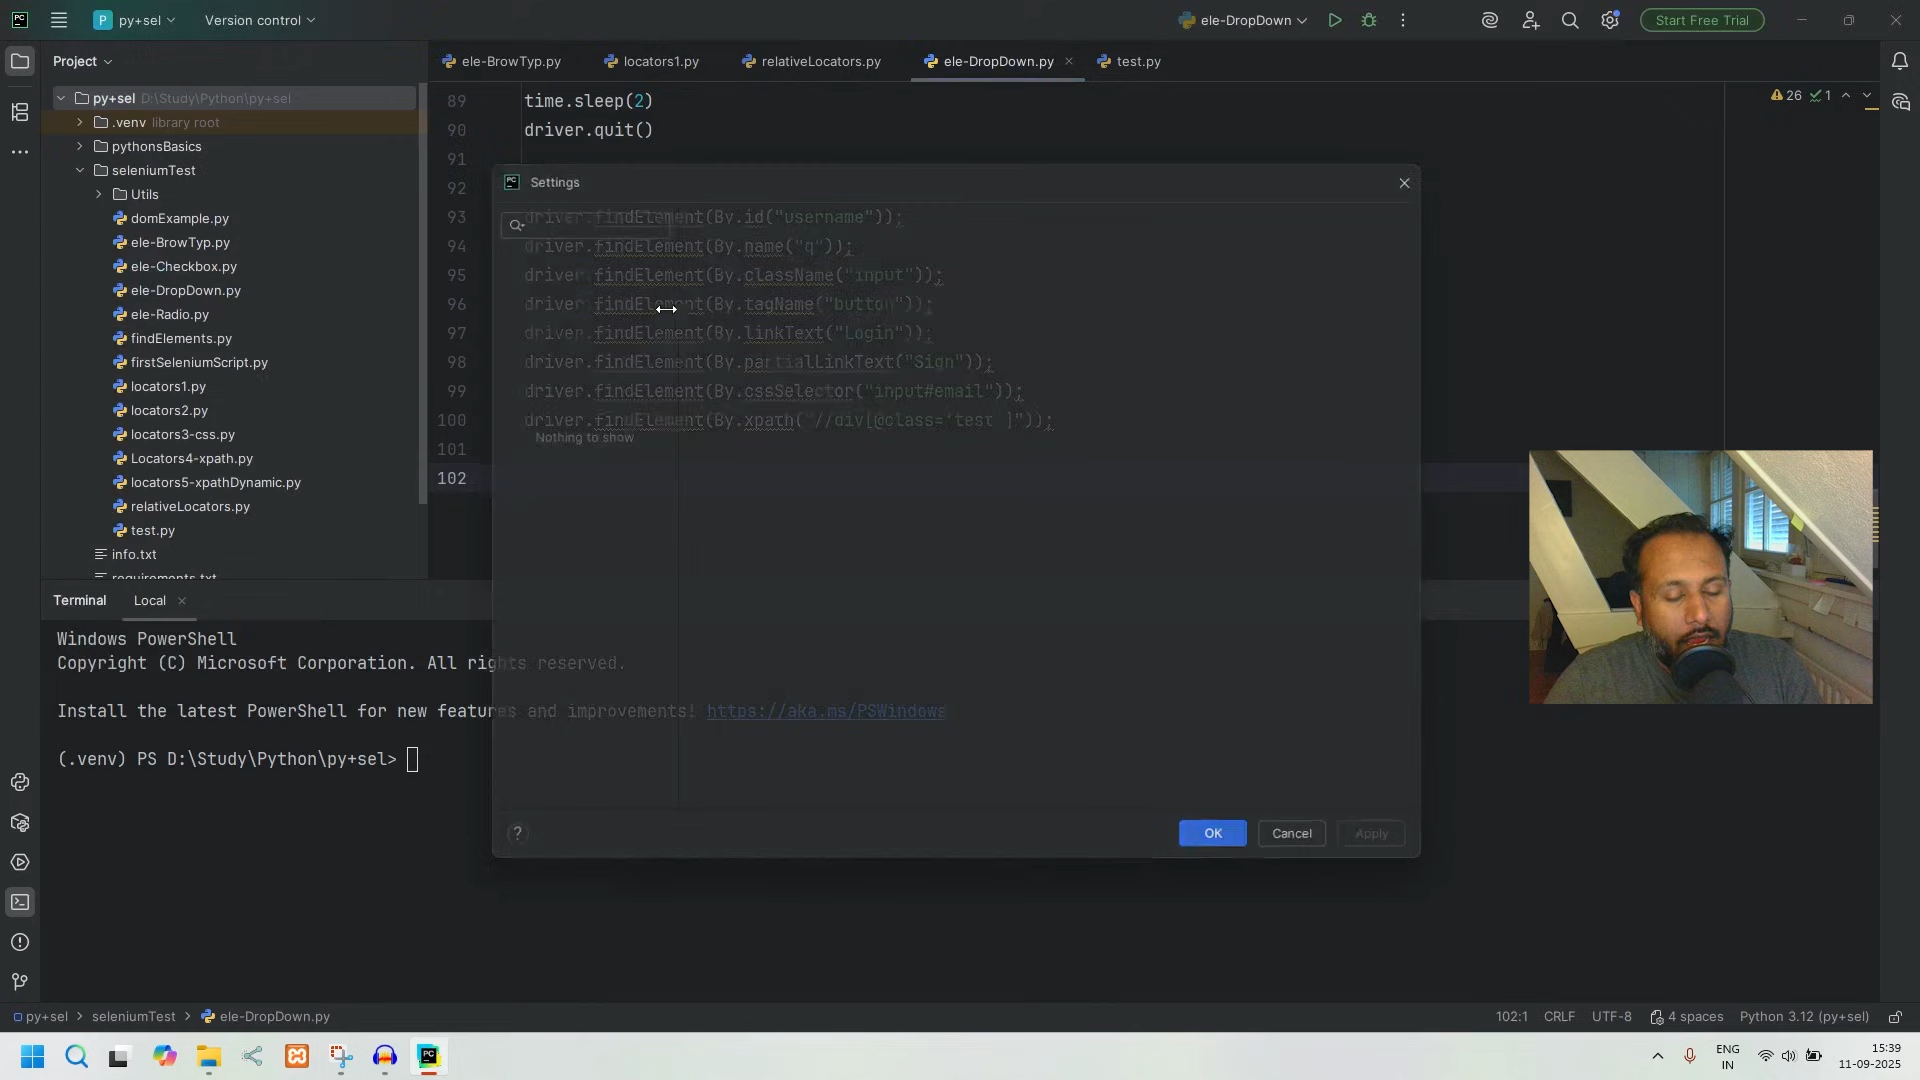 PC
P py+sel
Version control
ele-DropDown
Start Free Trial
Project
ele-BrowTyp.py
locators1.py
relativeLocators.py
ele-DropDown.py
test.py
py+sel D:\Study\Python\py+sel
.venv library root
pythonsBasics
seleniumTest
Utils
domExample.py
ele-BrowTyp.py
ele-Checkbox.py
ele-DropDown.py
ele-Radio.py
findElements.py
firstSeleniumScript.py
locators1.py
locators2.py
locators3-css.py
Locators4-xpath.py
locators5-xpathDynamic.py
relativeLocators.py
test.py
info.txt
requirements.txt
26 1
89 time.sleep(2)
90 driver.quit()
91
92
93 driver.findElement(By.id("username"));
94 driver.findElement(By.name("q"));
95 driver.findElement(By.className("input"));
96 driver.findElement(By.tagName("button"));
97 driver.findElement(By.linkText("Login"));
98 driver.findElement(By.partialLinkText("Sign"));
99 driver.findElement(By.cssSelector("input#email"));
100 driver.findElement(By.xpath("//div[@class='test']"));
101
102
PC Settings
Nothing to show
?
OK
Cancel
Apply
Terminal
Local
Windows PowerShell
Copyright (C) Microsoft Corporation. All rights reserved.
Install the latest PowerShell for new features and improvements! https://aka.ms/PSWindows
(.venv) PS D:\Study\Python\py+sel>
py+sel > seleniumTest > ele-DropDown.py
102:1
CRLF
UTF-8
4 spaces
Python 3.12 (py+sel)
PC
ENG
IN
15:39
11-09-2025